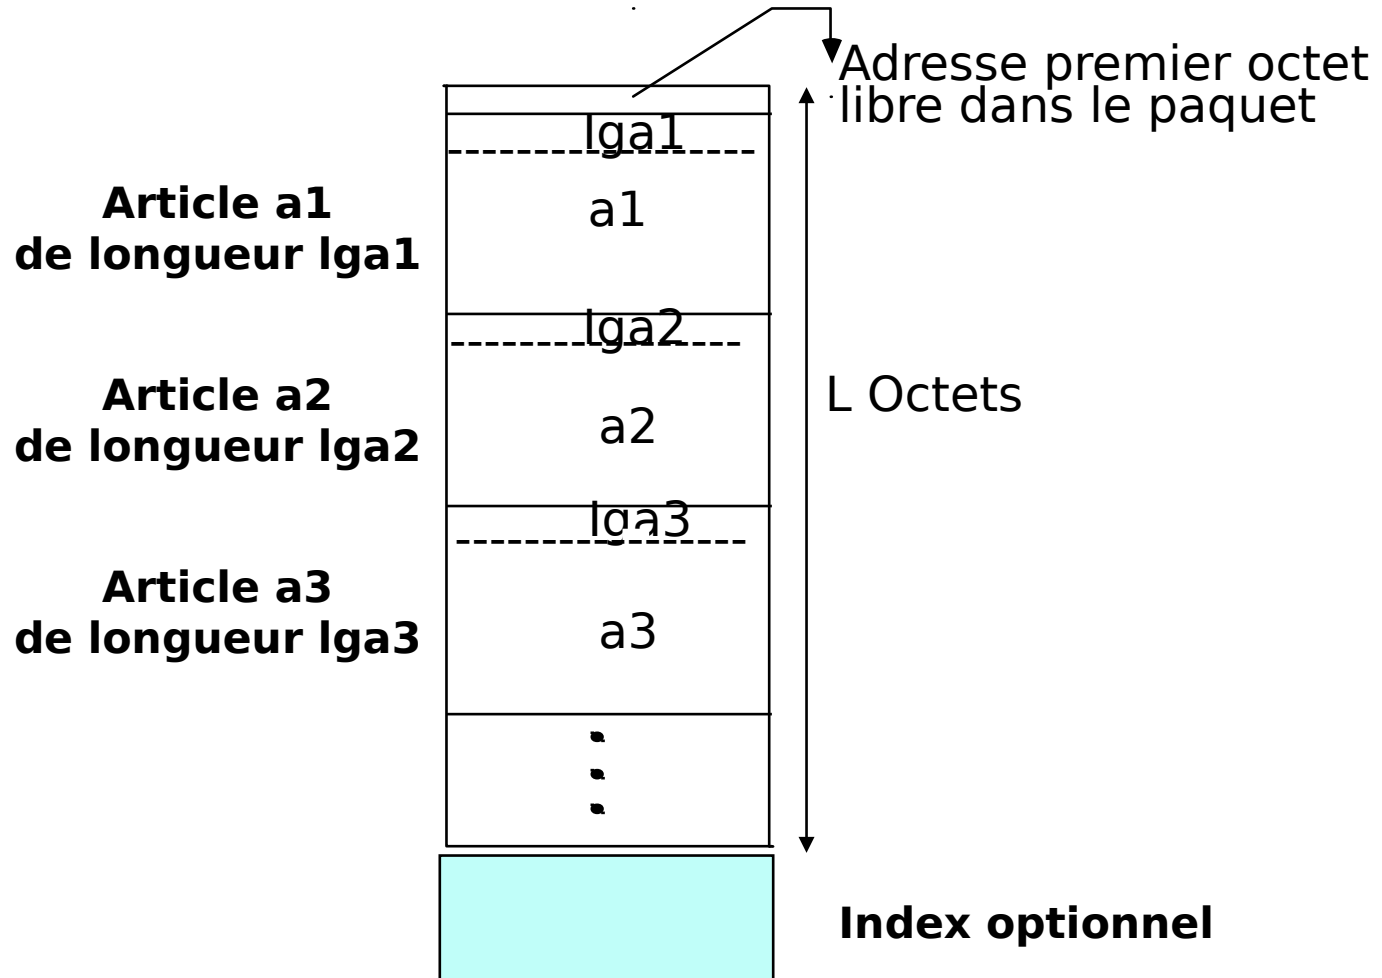 Adresse premier octet
libre dans le paquet
lga1
Article a1
de longueur lga1
a1
lga2
Article a2
de longueur lga2
a2
L Octets
lga3
Article a3
de longueur lga3
a3
Index optionnel